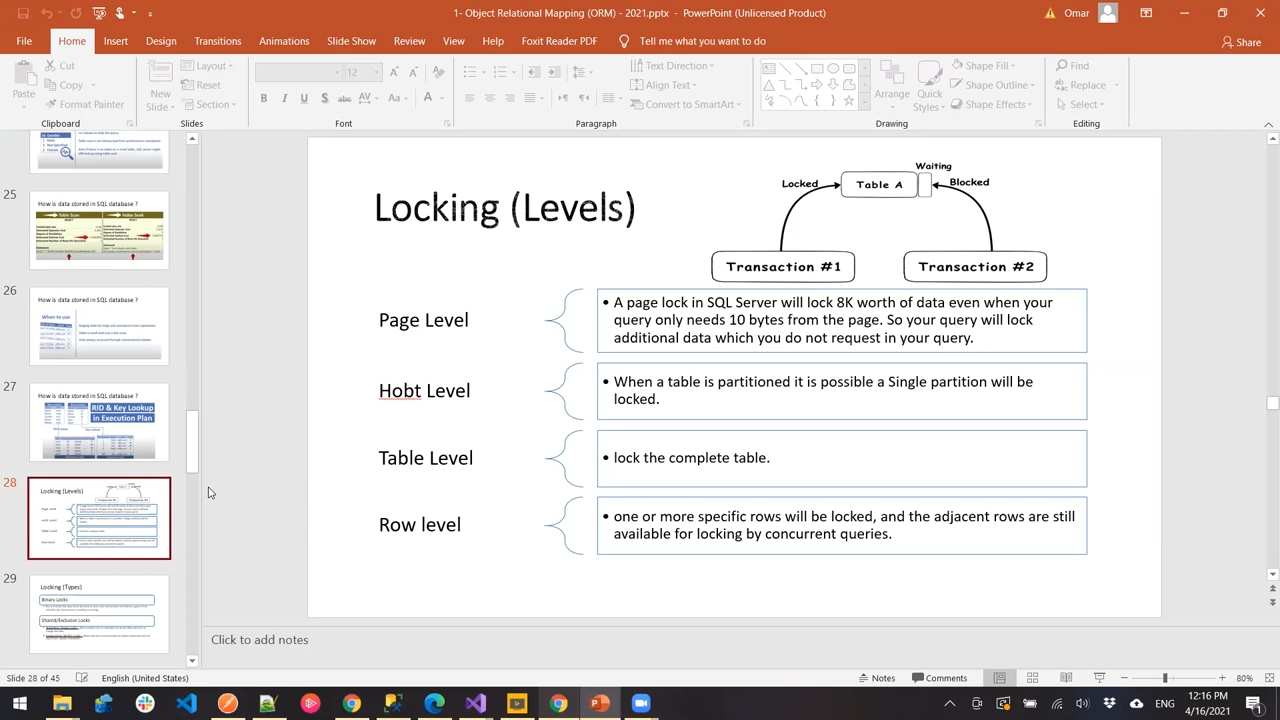 1- Object Relational Mapping (ORM) - 2021.pptx - PowerPoint(Product Activation Failed)
Omar
File Home Insert Design Transitions Animations Slide Show Review View Help Foxit Reader PDF Tell me what you want to do Share
Paste
Cut
Copy
Format Painter
Clipboard
New
Slide
Layout
Reset
Section
Slides
12
Font
Text Direction
Align Text
Convert to SmartArt
Paragraph
Arrange
Quick
Styles
Shape Fill
Shape Outline
Shape Effects
Drawing
Find
Replace
Select
Editing
25
How is data stored in SQL database ?
Table Scan
Index Seek
26
How is data stored in SQL database ?
When to use
27
How is data stored in SQL database ?
RID & Key Lookup
in Execution Plan
28
Locking (Levels)
29
Locking (Types)
Binary Locks
Shared/Exclusive Locks
Locking (Levels)
Waiting
Locked
Table A
Blocked
Transaction #1
Transaction #2
Page Level
• A page lock in SQL Server will lock 8K worth of data even when your
query only needs 10 bytes from the page. So your query will lock
additional data which you do not request in your query.
Hobt Level
• When a table is partitioned it is possible a Single partition will be
locked.
Table Level
• lock the complete table.
Row level
• one or more specific rows will be locked, and the adjacent rows are still
available for locking by concurrent queries.
Click to add notes
Slide 28 of 45 English (United States) Notes Comments 80%
ENG
12:16 PM
4/16/2021